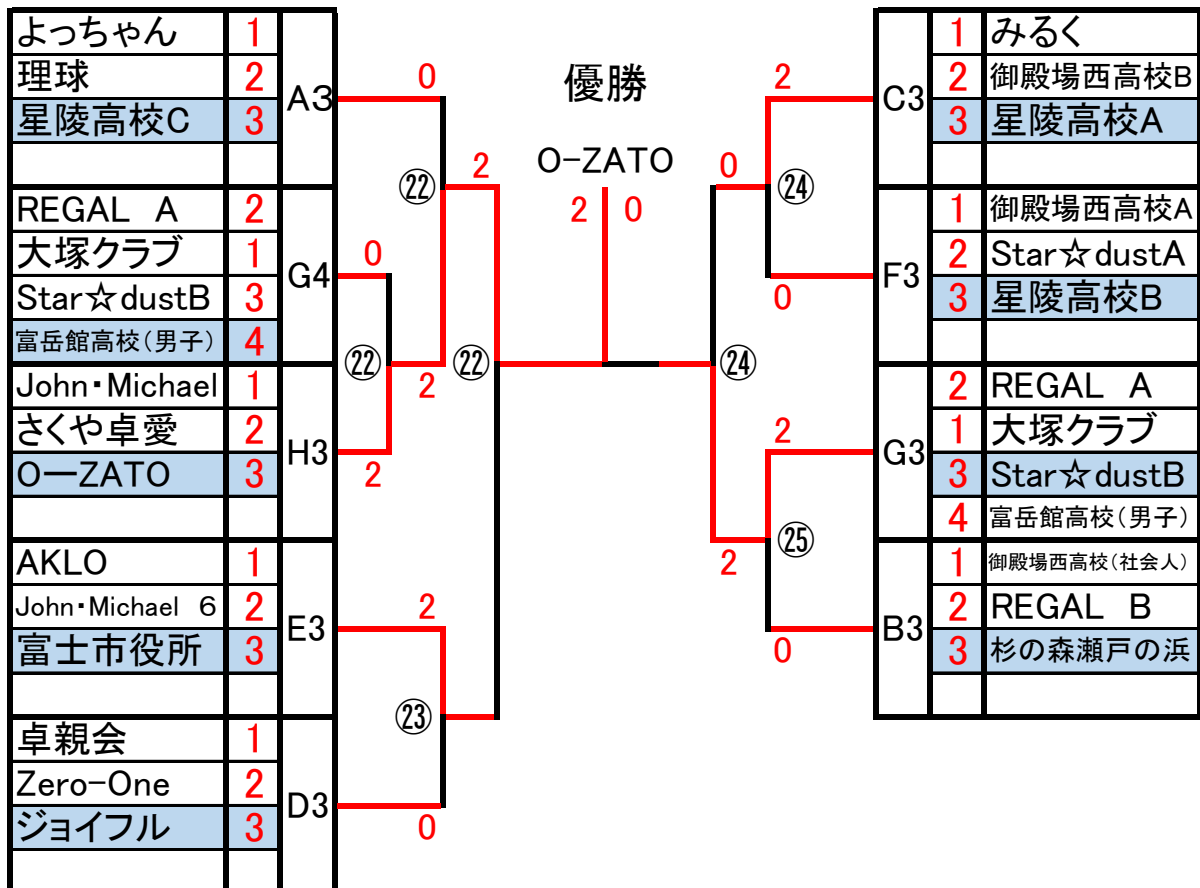 よっちゃん 1
理球 2
星陵高校C 3
A3
REGAL A 2
大塚クラブ 1
Star☆dustB 3
富岳館高校(男子) 4
G4
John・Michael 1
さくや卓愛 2
O一ZATO 3
H3
AKLO 1
John・Michael 6 2
富士市役所 3
E3
卓親会 1
Zero-One 2
ジョイフル 3
D3
0
㉒
2
0
㉒
2
㉒
2
2
㉓
0
優勝
O-ZATO
2 0
2
0
㉔
0
㉔
2
2
㉕
0
C3
1 みるく
2 御殿場西高校B
3 星陵高校A
F3
1 御殿場西高校A
2 Star☆dustA
3 星陵高校B
G3
2 REGAL A
1 大塚クラブ
3 Star☆dustB
4 富岳館高校(男子)
B3
1 御殿場西高校(社会人)
2 REGAL B
3 杉の森瀬戸の浜